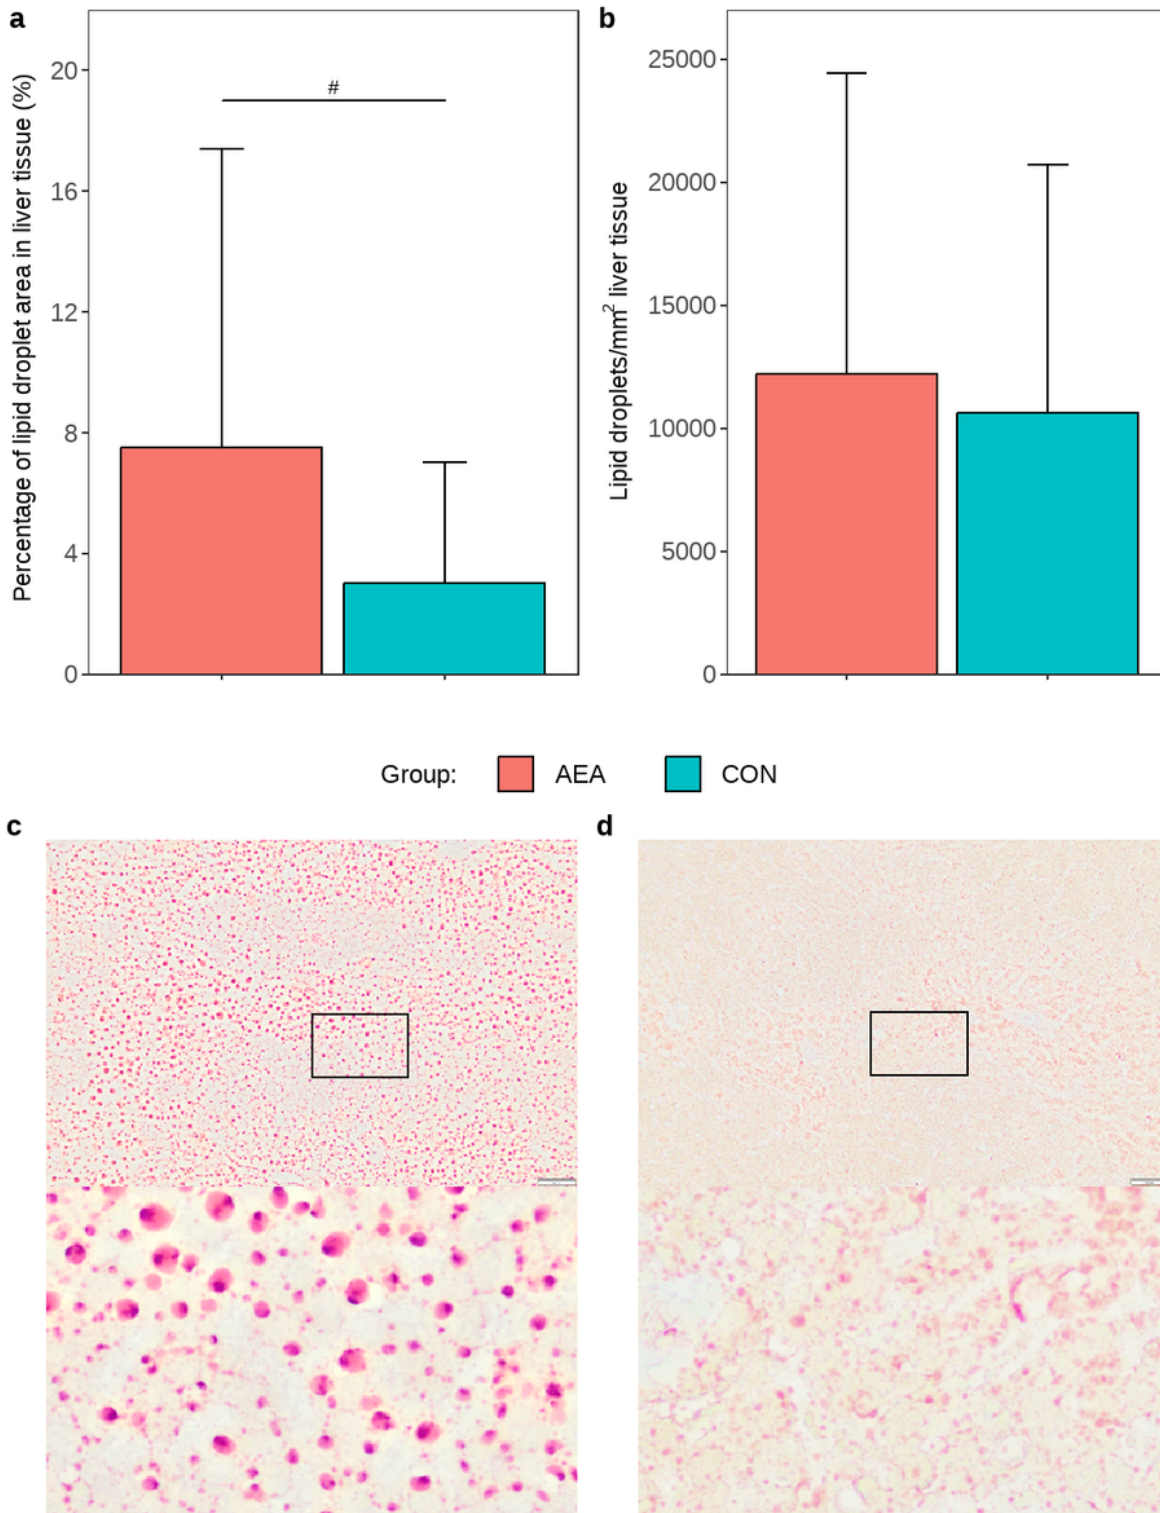 a
Percentage of lipid droplet area in liver tissue (%)
20
16
12
8
4
0
#
b
Lipid droplets/mm² liver tissue
25000
20000
15000
10000
5000
0
Group: AEA CON
c
d